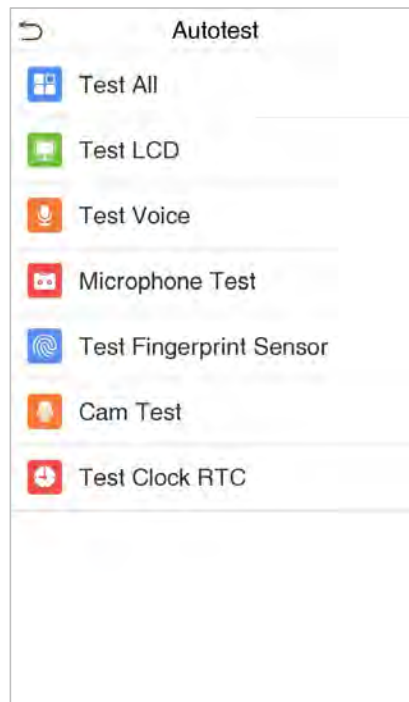 Autotest
Test All
Test LCD
Test Voice
Microphone Test
Test Fingerprint Sensor
Cam Test
Test Clock RTC